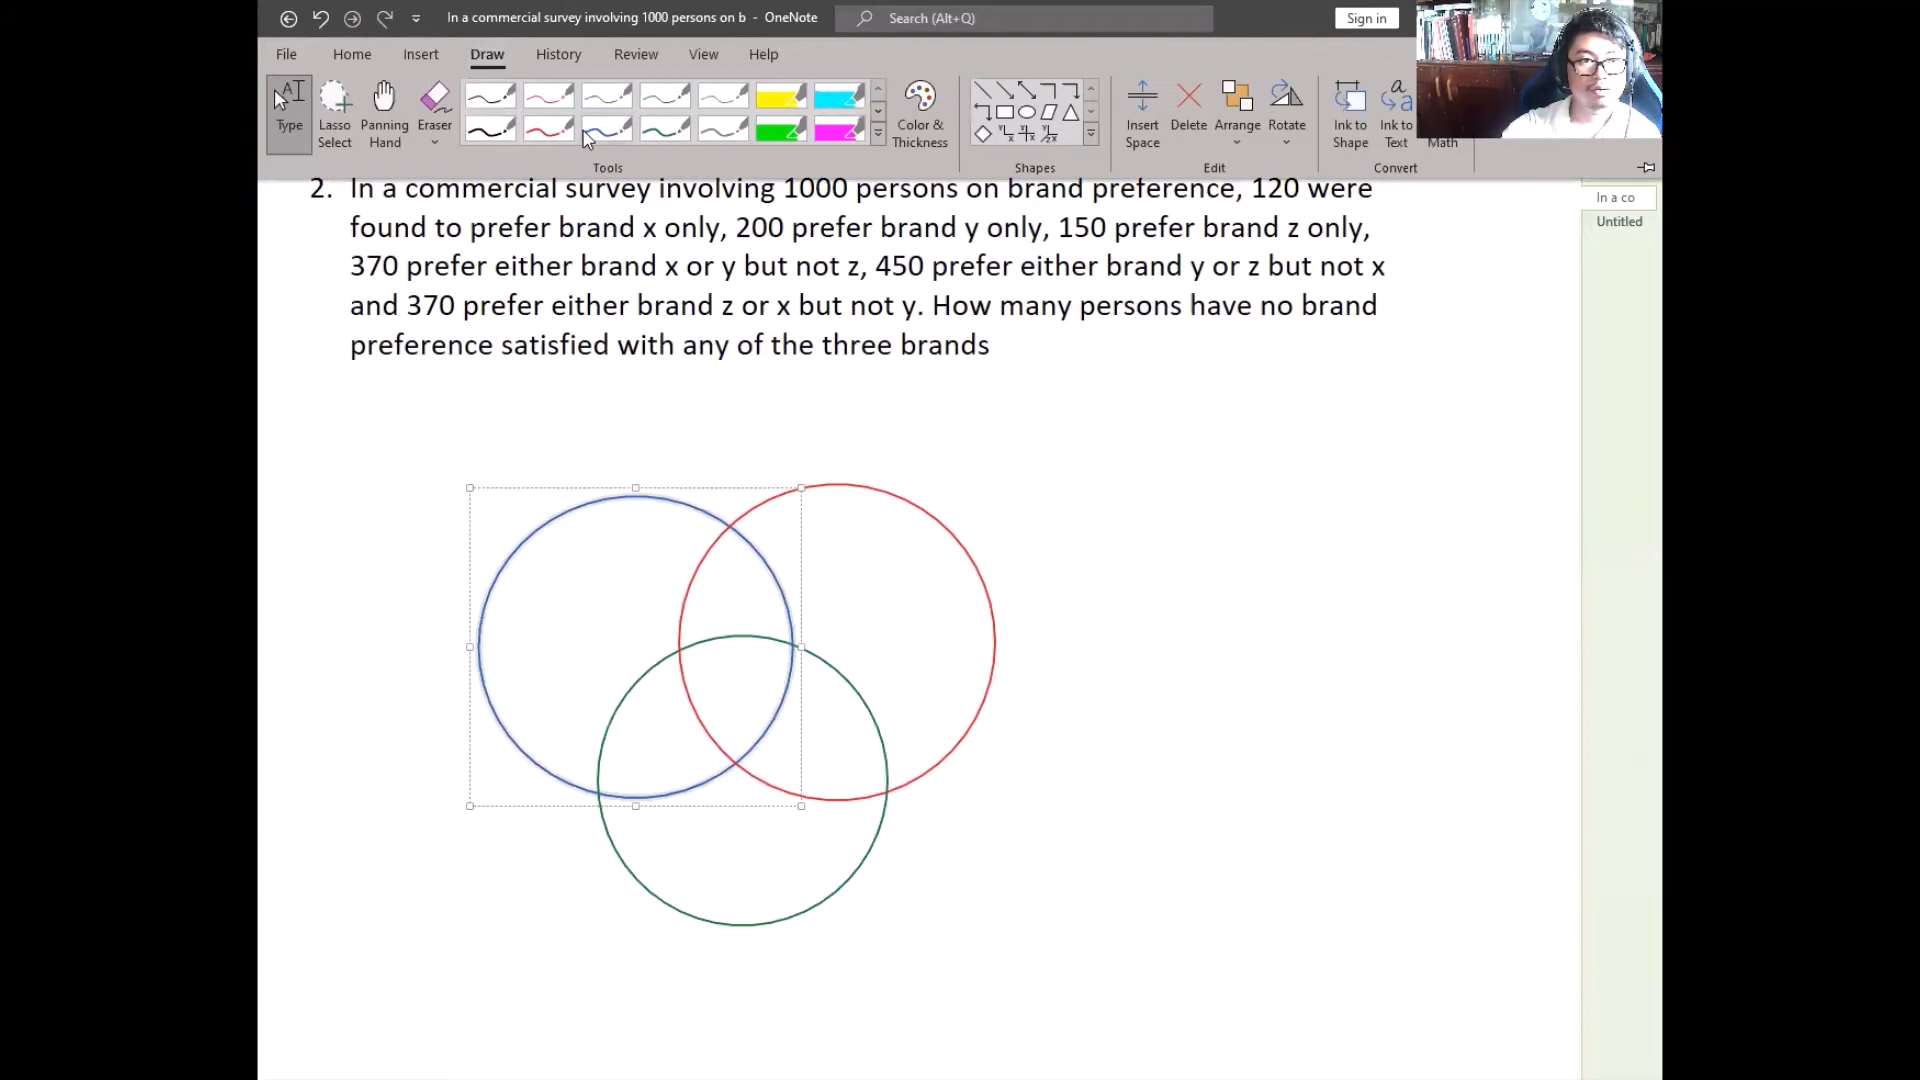 In a commercial survey involving 1000 persons on b - OneNote
Search (Alt+Q)
Sign in
File Home Insert Draw History Review View Help
Type
Lasso Select
Panning Hand
Eraser
Color & Thickness
Insert Space
Delete
Arrange
Rotate
Ink to Shape
Ink to Text
Math
Tools
Shapes
Edit
Convert
2. In a commercial survey involving 1000 persons on brand preference, 120 were
found to prefer brand x only, 200 prefer brand y only, 150 prefer brand z only,
370 prefer either brand x or y but not z, 450 prefer either brand y or z but not x
and 370 prefer either brand z or x but not y. How many persons have no brand
preference satisfied with any of the three brands
In a co
Untitled